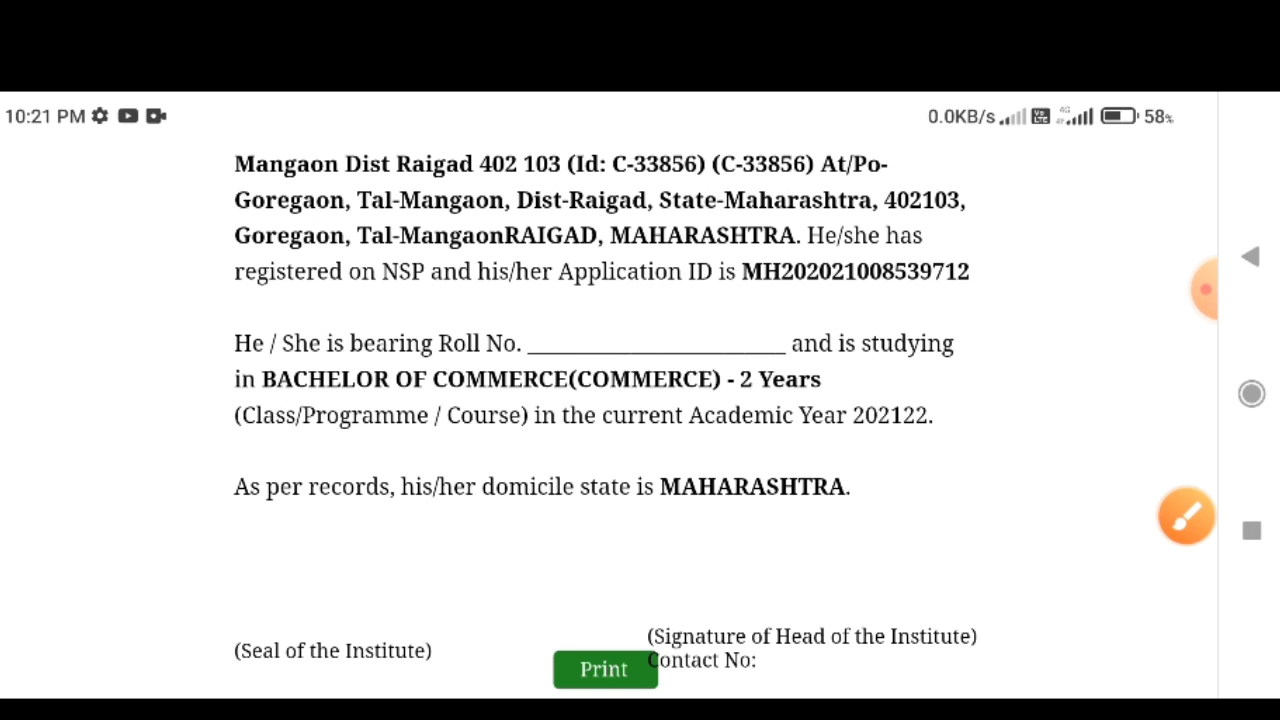 10:21 PM
0.0KB/s Vo LTE 4G 58%
Mangaon Dist Raigad 402 103 (Id: C-33856) (C-33856) At/Po-
Goregaon, Tal-Mangaon, Dist-Raigad, State-Maharashtra, 402103,
Goregaon, Tal-MangaonRAIGAD, MAHARASHTRA. He/she has
registered on NSP and his/her Application ID is MH202021008539712
He / She is bearing Roll No. ______________________ and is studying
in BACHELOR OF COMMERCE(COMMERCE) - 2 Years
(Class/Programme / Course) in the current Academic Year 202122.
As per records, his/her domicile state is MAHARASHTRA.
(Seal of the Institute)
(Signature of Head of the Institute)
Contact No:
Print